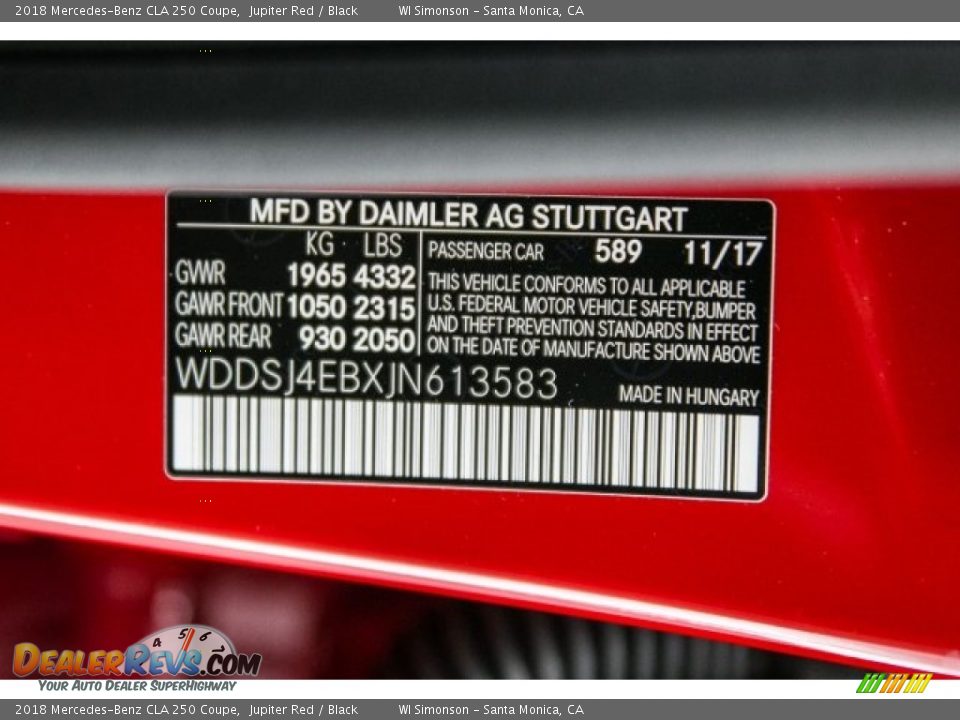 2018 Mercedes-Benz CLA 250 Coupe, Jupiter Red / Black WI Simonson - Santa Monica, CA
MFD BY DAIMLER AG STUTTGART
KG LBS
GWR 1965 4332
GAWR FRONT 1050 2315
GAWR REAR 930 2050
PASSENGER CAR 589 11/17
THIS VEHICLE CONFORMS TO ALL APPLICABLE
U.S. FEDERAL MOTOR VEHICLE SAFETY, BUMPER
AND THEFT PREVENTION STANDARDS IN EFFECT
ON THE DATE OF MANUFACTURE SHOWN ABOVE
WDDSJ4EBXJN613583
MADE IN HUNGARY
4 5 6
DEALERREVS.COM
YOUR AUTO DEALER SUPERHIGHWAY
2018 Mercedes-Benz CLA 250 Coupe, Jupiter Red / Black WI Simonson - Santa Monica, CA